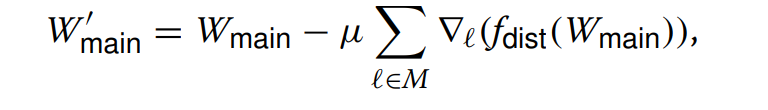 W′main = Wmain − μ ∑ℓ∈M ∇ℓ(fdist(Wmain)),